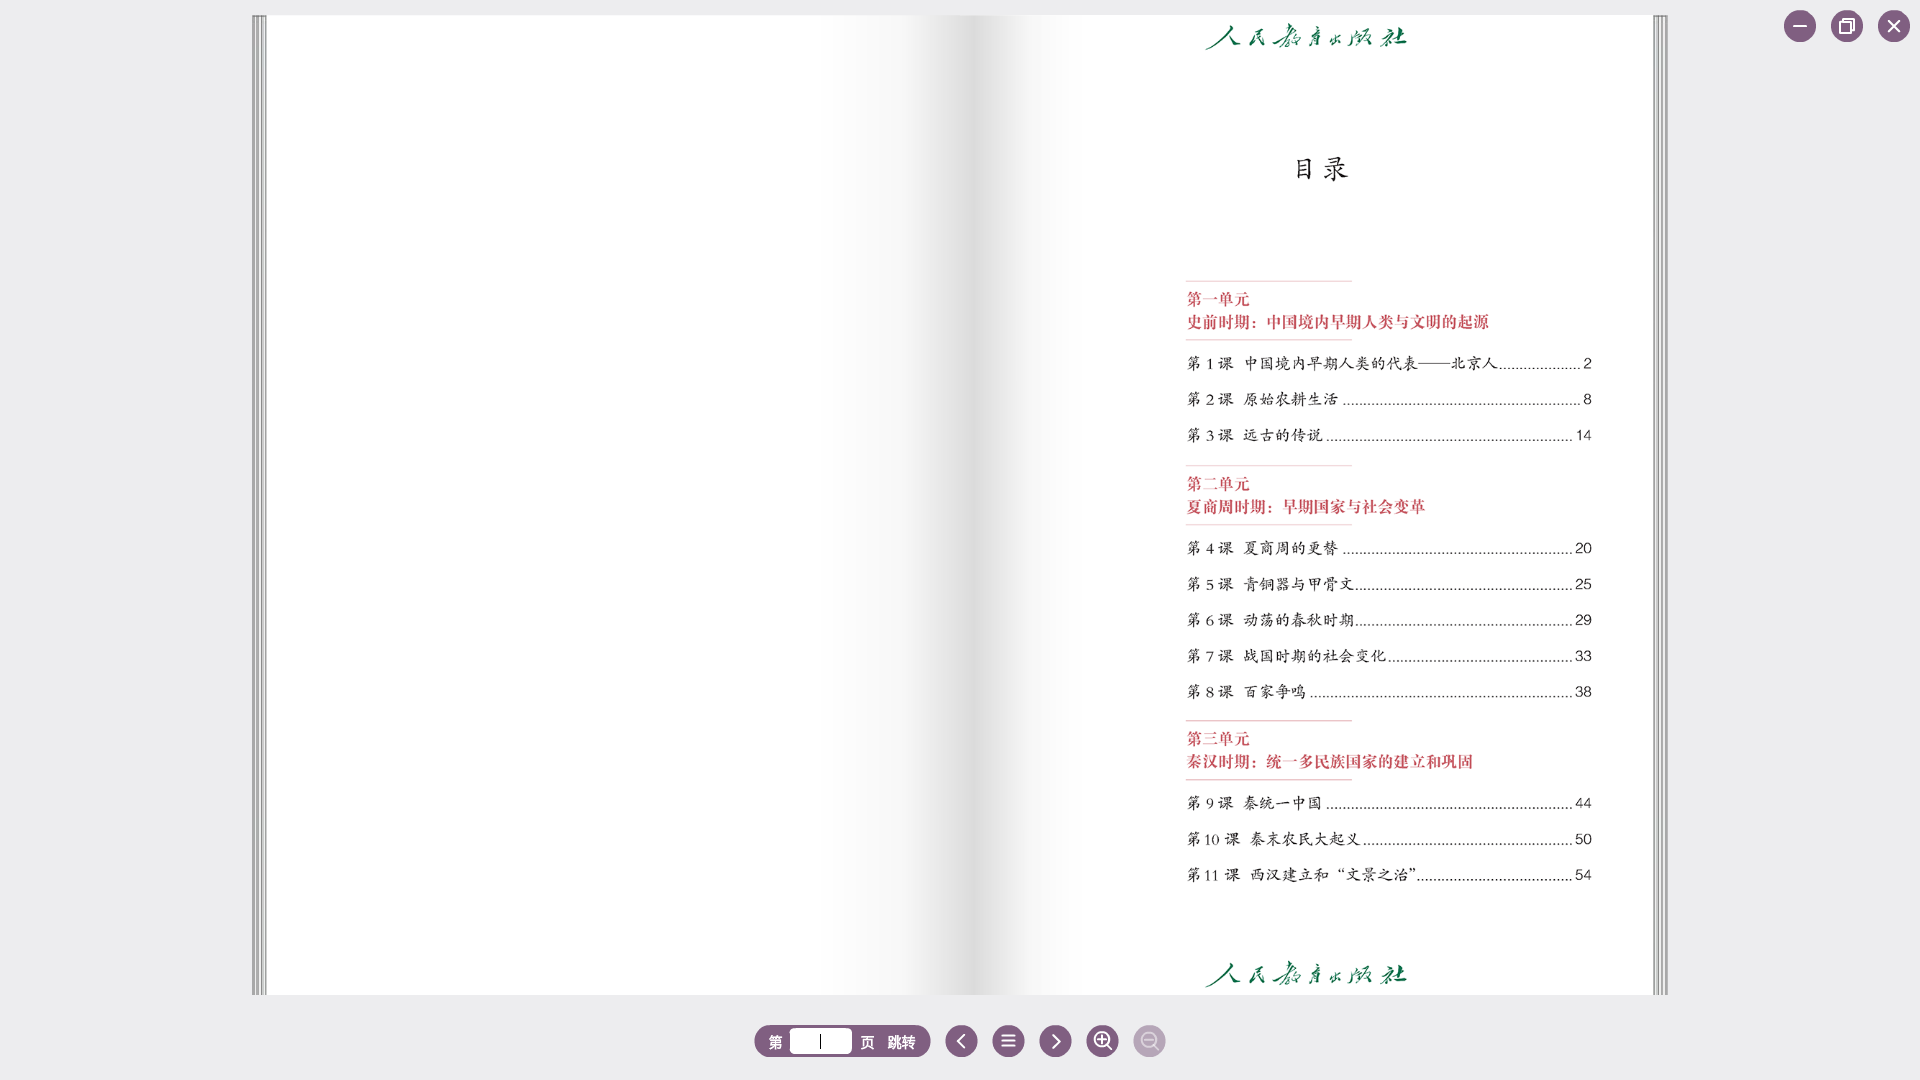 人民教育出版社
目录
第一单元
史前时期：中国境内早期人类与文明的起源
第 1 课 中国境内早期人类的代表——北京人....................2
第 2 课 原始农耕生活..........................................................8
第 3 课 远古的传说............................................................14
第二单元
夏商周时期：早期国家与社会变革
第 4 课 夏商周的更替........................................................20
第 5 课 青铜器与甲骨文.....................................................25
第 6 课 动荡的春秋时期.....................................................29
第 7 课 战国时期的社会变化.............................................33
第 8 课 百家争鸣................................................................38
第三单元
秦汉时期：统一多民族国家的建立和巩固
第 9 课 秦统一中国............................................................44
第 10 课 秦末农民大起义...................................................50
第 11 课 西汉建立和“文景之治”......................................54
人民教育出版社
第 页 跳转